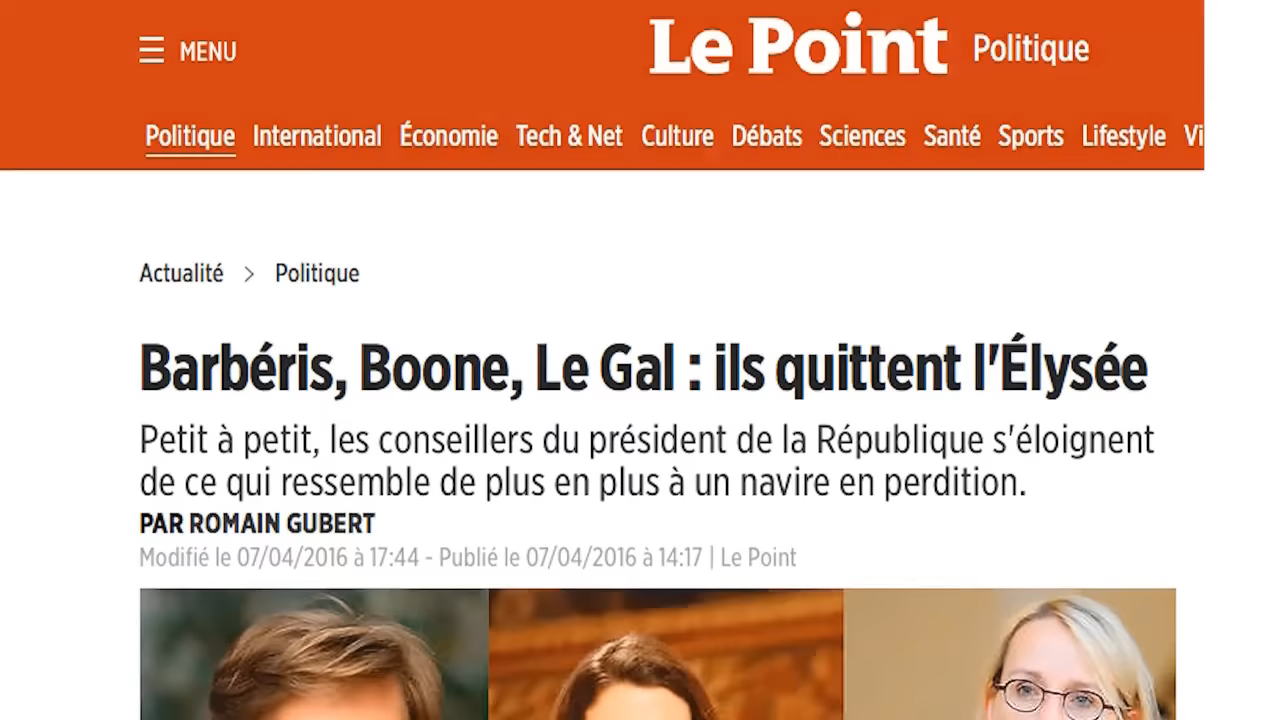 MENU
Le Point Politique
Politique International Économie Tech & Net Culture Débats Sciences Santé Sports Lifestyle Vi
Actualité > Politique
Barbéris, Boone, Le Gal : ils quittent l'Élysée
Petit à petit, les conseillers du président de la République s'éloignent
de ce qui ressemble de plus en plus à un navire en perdition.
PAR ROMAIN GUBERT
Modifié le 07/04/2016 à 17:44 - Publié le 07/04/2016 à 14:17 | Le Point